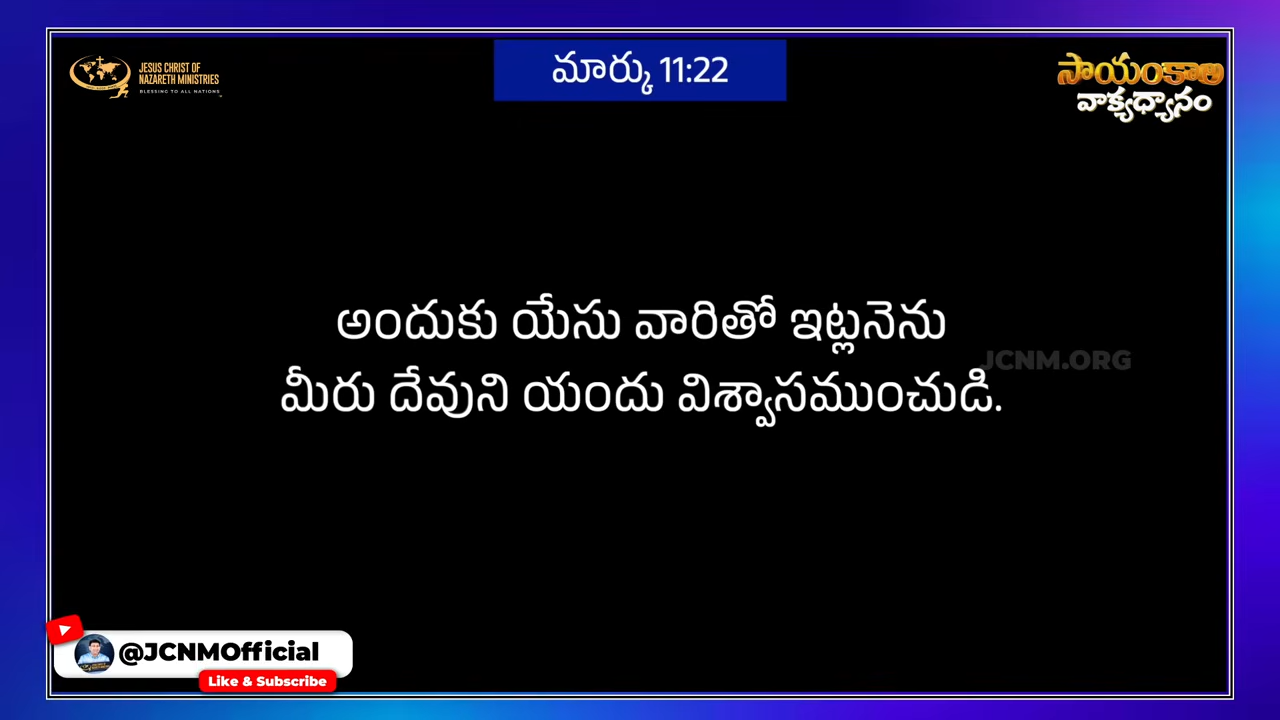 JESUS CHRIST OF
NAZARETH MINISTRIES
BLESSING TO ALL NATIONS
మార్కు 11:22
సాయంకాల
వాక్యధ్యానం
అందుకు యేసు వారితో ఇట్లనెను
మీరు దేవుని యందు విశ్వాసముంచుడి.
JCNM.ORG
@JCNMOfficial
Like & Subscribe